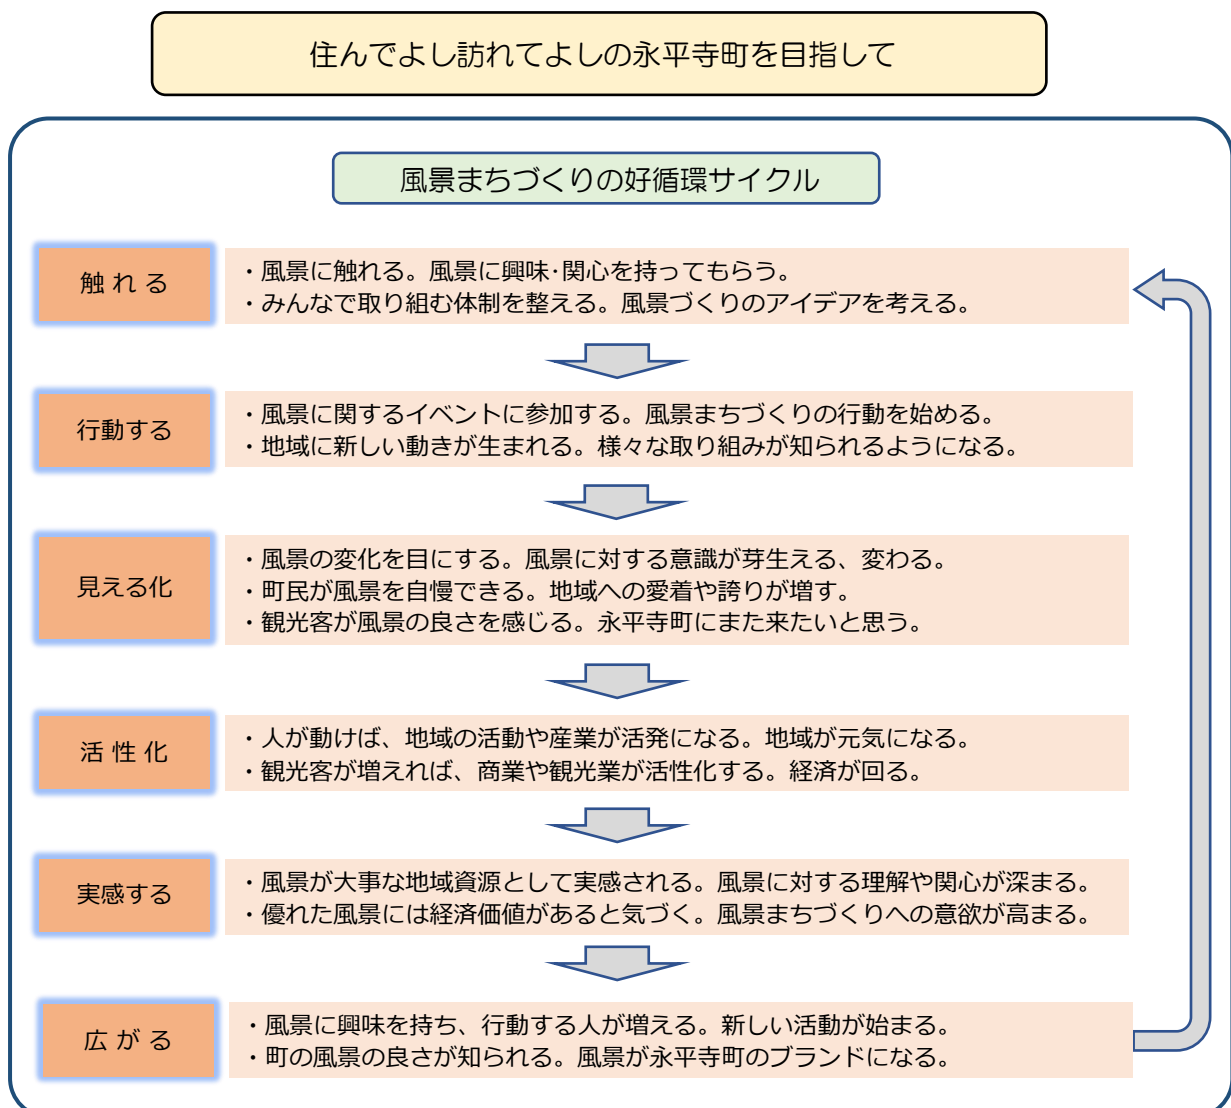 住んでよし訪れてよしの永平寺町を目指して
風景まちづくりの好循環サイクル
触 れ る
・風景に触れる。風景に興味・関心を持ってもらう。
・みんなで取り組む体制を整える。風景づくりのアイデアを考える。
行動する
・風景に関するイベントに参加する。風景まちづくりの行動を始める。
・地域に新しい動きが生まれる。様々な取り組みが知られるようになる。
見える化
・風景の変化を目にする。風景に対する意識が芽生える、変わる。
・町民が風景を自慢できる。地域への愛着や誇りが増す。
・観光客が風景の良さを感じる。永平寺町にまた来たいと思う。
活 性 化
・人が動けば、地域の活動や産業が活発になる。地域が元気になる。
・観光客が増えれば、商業や観光業が活性化する。経済が回る。
実感する
・風景が大事な地域資源として実感される。風景に対する理解や関心が深まる。
・優れた風景には経済価値があると気づく。風景まちづくりへの意欲が高まる。
広 が る
・風景に興味を持ち、行動する人が増える。新しい活動が始まる。
・町の風景の良さが知られる。風景が永平寺町のブランドになる。